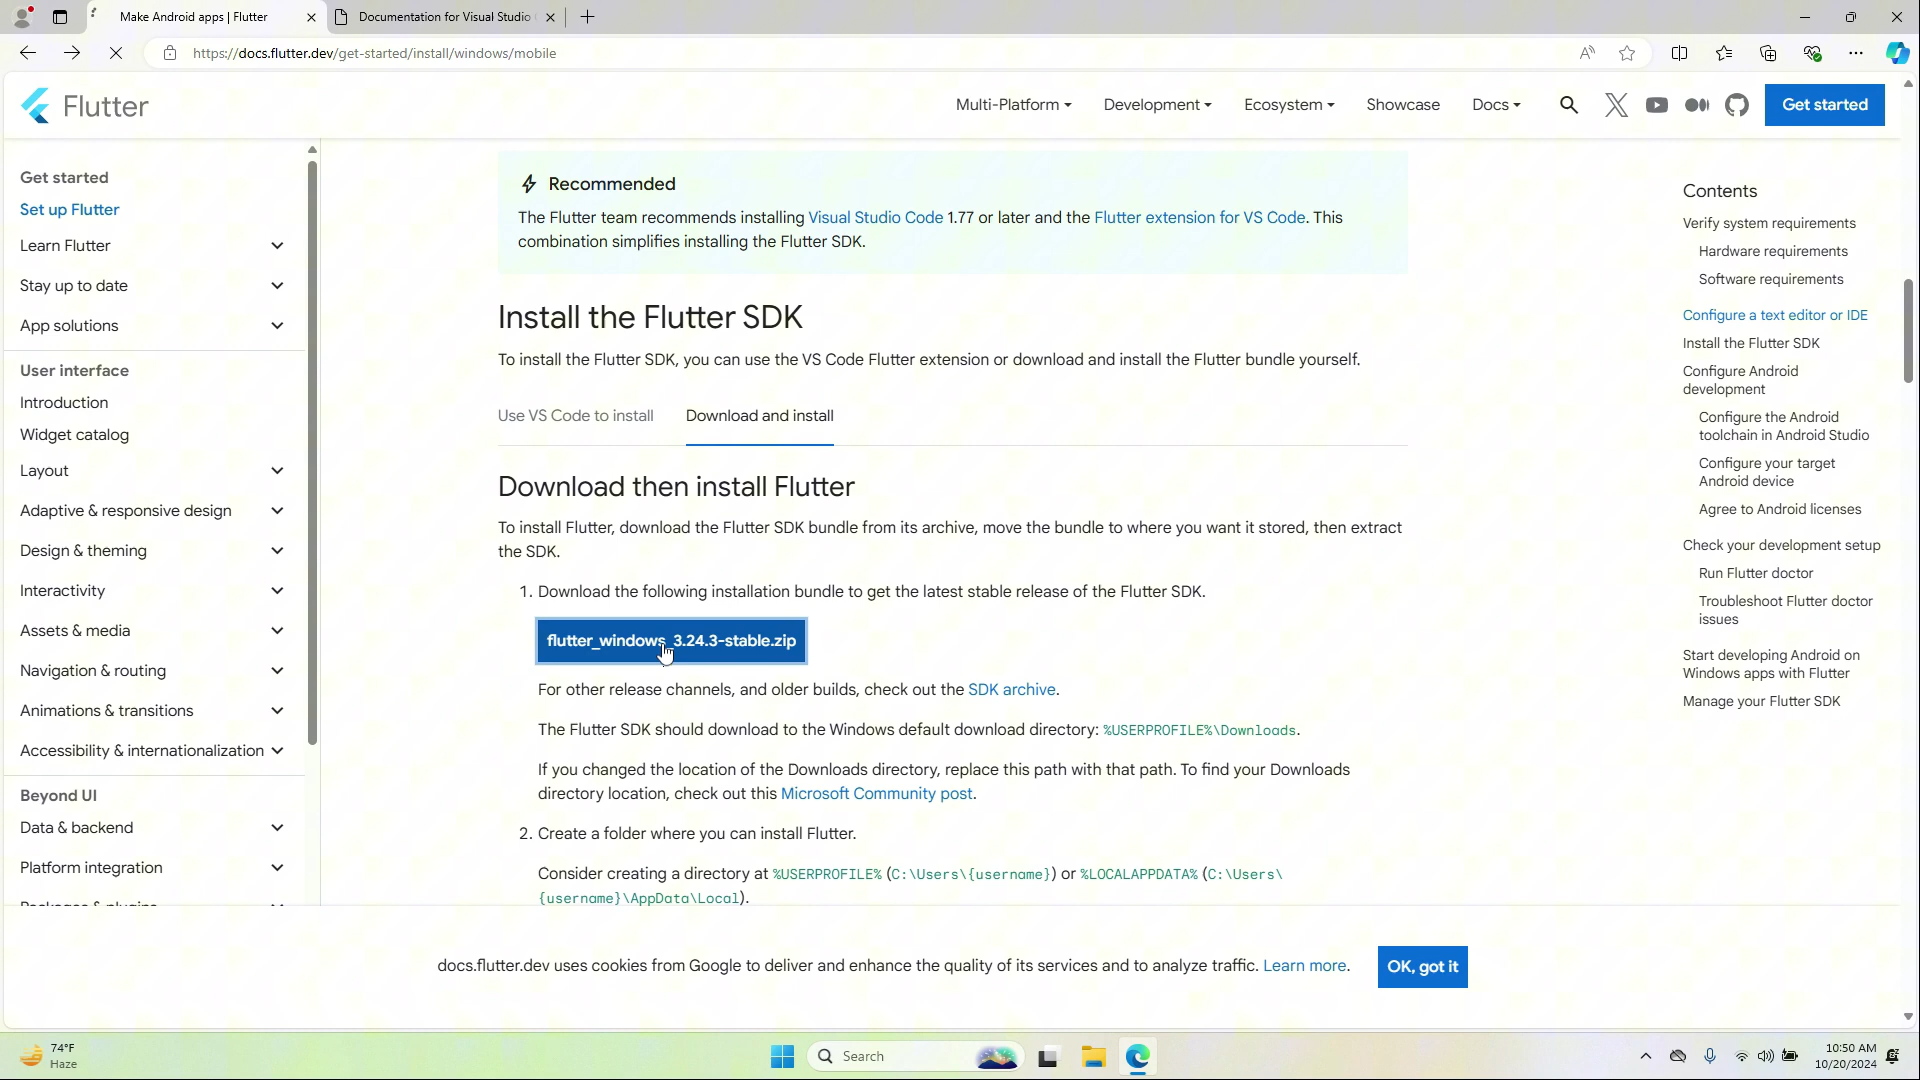 Make Android apps | Flutter
Documentation for Visual Studio
https://docs.flutter.dev/get-started/install/windows/mobile
Flutter
Multi-Platform
Development
Ecosystem
Showcase
Docs
Get started
Get started
Set up Flutter
Learn Flutter
Stay up to date
App solutions
User interface
Introduction
Widget catalog
Layout
Adaptive & responsive design
Design & theming
Interactivity
Assets & media
Navigation & routing
Animations & transitions
Accessibility & internationalization
Beyond UI
Data & backend
Platform integration
Recommended
The Flutter team recommends installing Visual Studio Code 1.77 or later and the Flutter extension for VS Code. This
combination simplifies installing the Flutter SDK.
Install the Flutter SDK
To install the Flutter SDK, you can use the VS Code Flutter extension or download and install the Flutter bundle yourself.
Use VS Code to install
Download and install
Download then install Flutter
To install Flutter, download the Flutter SDK bundle from its archive, move the bundle to where you want it stored, then extract
the SDK.
1. Download the following installation bundle to get the latest stable release of the Flutter SDK.
flutter_windows_3.24.3-stable.zip
For other release channels, and older builds, check out the SDK archive.
The Flutter SDK should download to the Windows default download directory: %USERPROFILE%\Downloads.
If you changed the location of the Downloads directory, replace this path with that path. To find your Downloads
directory location, check out this Microsoft Community post.
2. Create a folder where you can install Flutter.
Consider creating a directory at %USERPROFILE% (C:\Users\{username}) or %LOCALAPPDATA% (C:\Users\
{username}\AppData\Local).
Contents
Verify system requirements
Hardware requirements
Software requirements
Configure a text editor or IDE
Install the Flutter SDK
Configure Android
development
Configure the Android
toolchain in Android Studio
Configure your target
Android device
Agree to Android licenses
Check your development setup
Run Flutter doctor
Troubleshoot Flutter doctor
issues
Start developing Android on
Windows apps with Flutter
Manage your Flutter SDK
docs.flutter.dev uses cookies from Google to deliver and enhance the quality of its services and to analyze traffic. Learn more.
OK, got it
74°F
Haze
Search
10:50 AM
10/20/2024